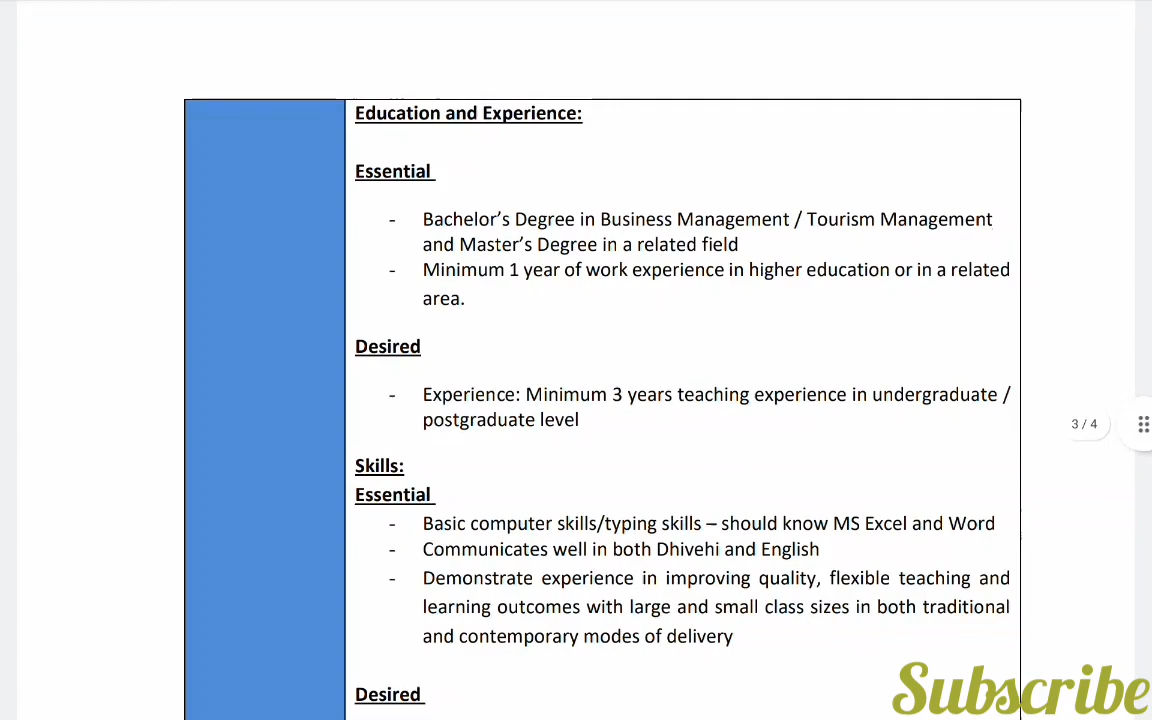 Education and Experience:
Essential
- Bachelor’s Degree in Business Management / Tourism Management
and Master’s Degree in a related field
- Minimum 1 year of work experience in higher education or in a related
area.
Desired
- Experience: Minimum 3 years teaching experience in undergraduate /
postgraduate level
3 / 4
Skills:
Essential
- Basic computer skills/typing skills – should know MS Excel and Word
- Communicates well in both Dhivehi and English
- Demonstrate experience in improving quality, flexible teaching and
learning outcomes with large and small class sizes in both traditional
and contemporary modes of delivery
Desired
Subscribe